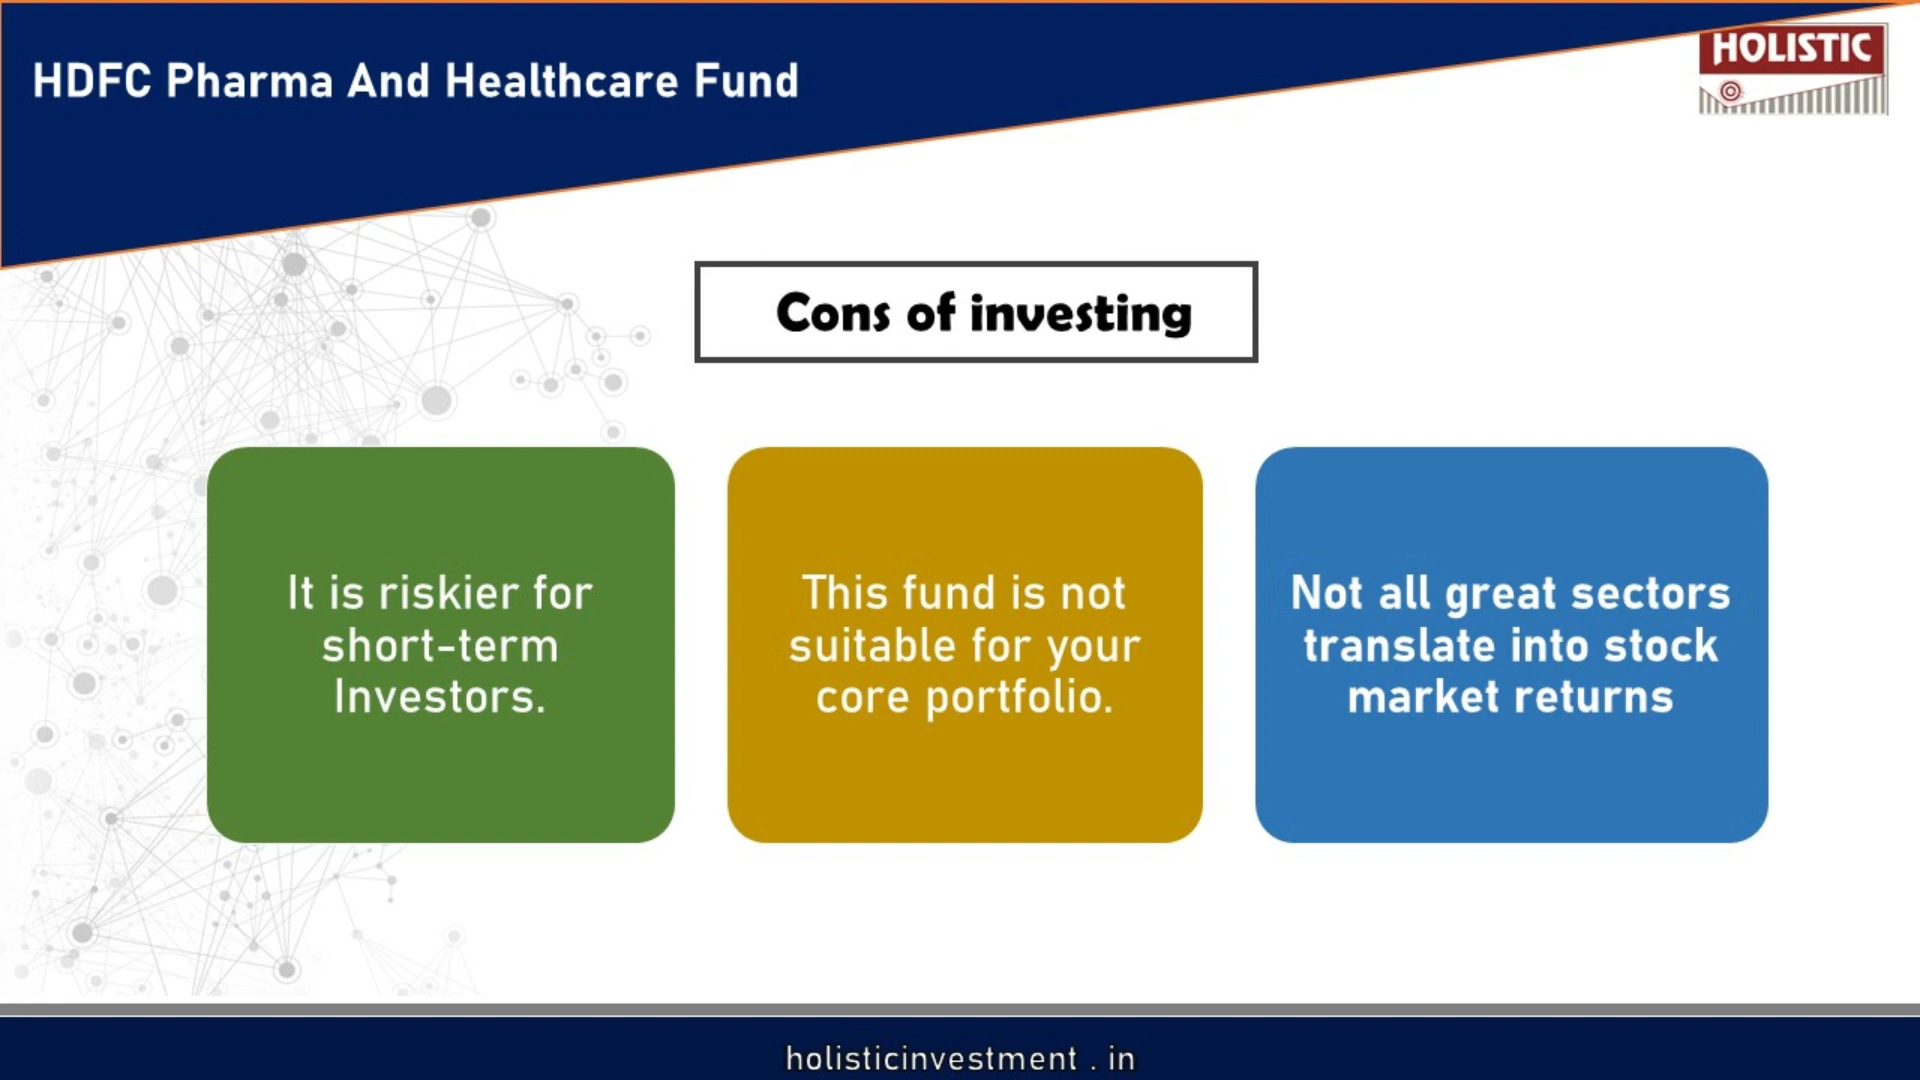 HDFC Pharma And Healthcare Fund
HOLISTIC
Cons of investing
It is riskier for
short-term
Investors.
This fund is not
suitable for your
core portfolio.
Not all great sectors
translate into stock
market returns
holisticinvestment . in